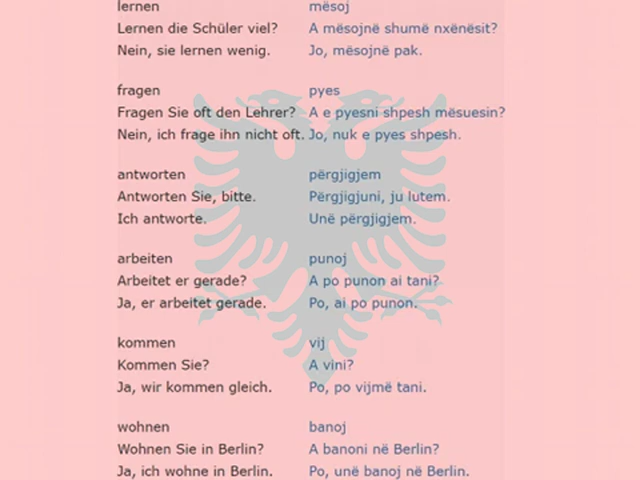 lernen mësoj
Lernen die Schüler viel? A mësojnë shumë nxënësit?
Nein, sie lernen wenig. Jo, mësojnë pak.
fragen pyes
Fragen Sie oft den Lehrer? A e pyesni shpesh mësuesin?
Nein, ich frage ihn nicht oft. Jo, nuk e pyes shpesh.
antworten përgjigjem
Antworten Sie, bitte. Përgjigjuni, ju lutem.
Ich antworte. Unë përgjigjem.
arbeiten punoj
Arbeitet er gerade? A po punon ai tani?
Ja, er arbeitet gerade. Po, ai po punon.
kommen vij
Kommen Sie? A vini?
Ja, wir kommen gleich. Po, po vijmë tani.
wohnen banoj
Wohnen Sie in Berlin? A banoni në Berlin?
Ja, ich wohne in Berlin. Po, unë banoj në Berlin.